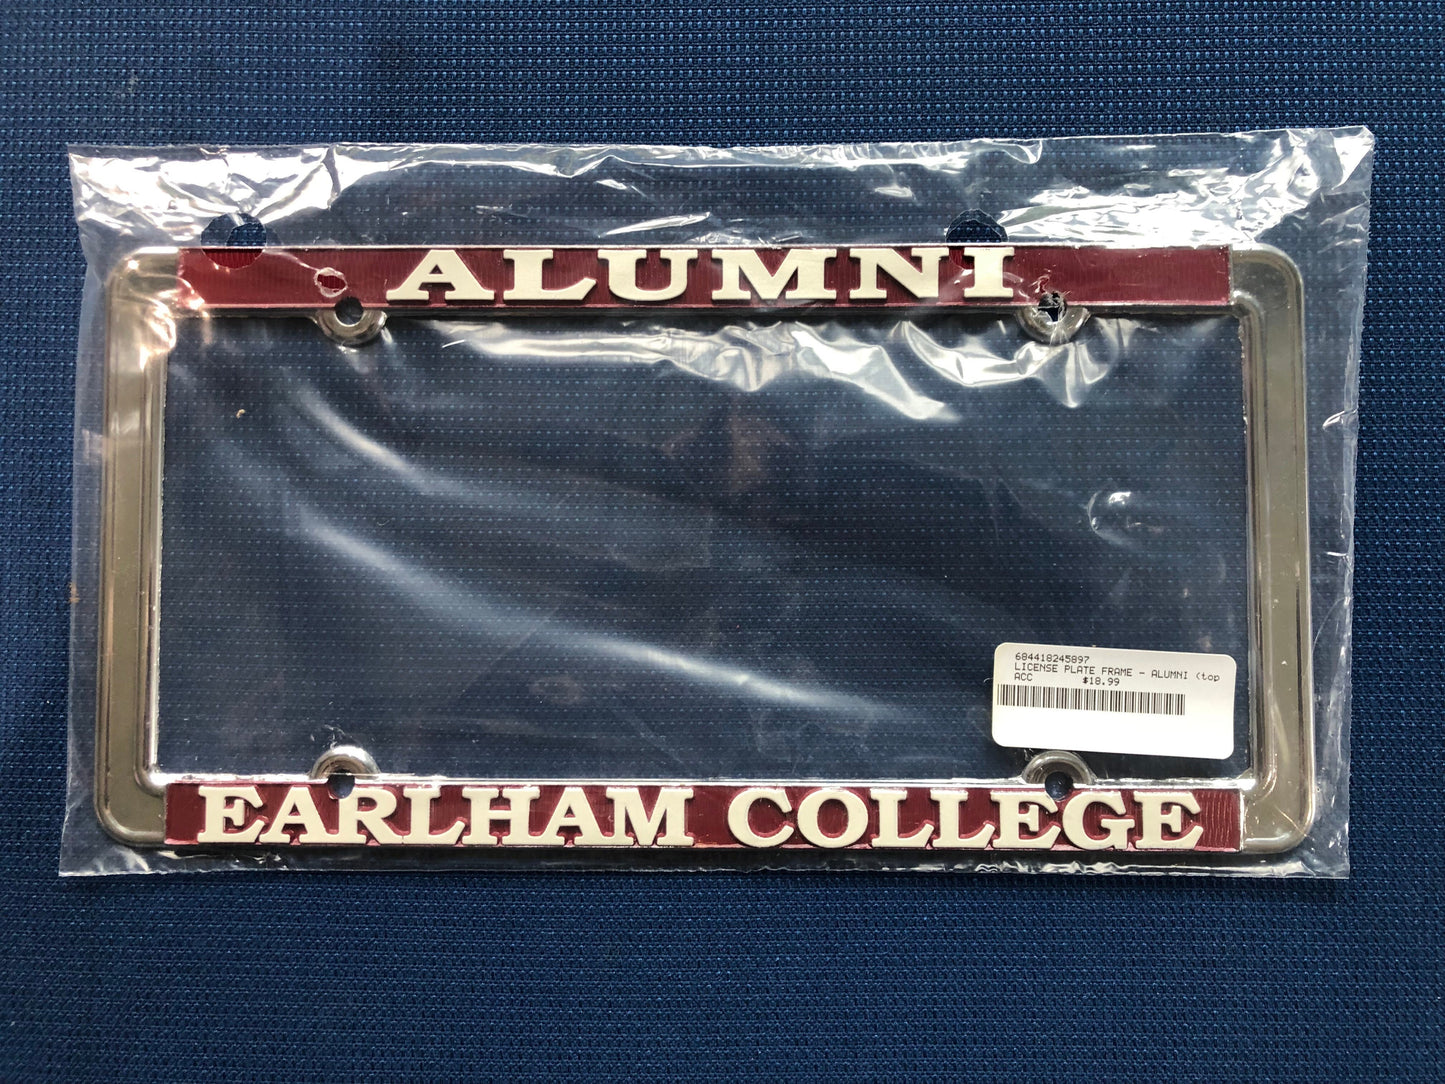 ALUMNI
684418245897
LICENSE PLATE FRAME - ALUMNI (top
ACC $18.99
EARLHAM COLLEGE